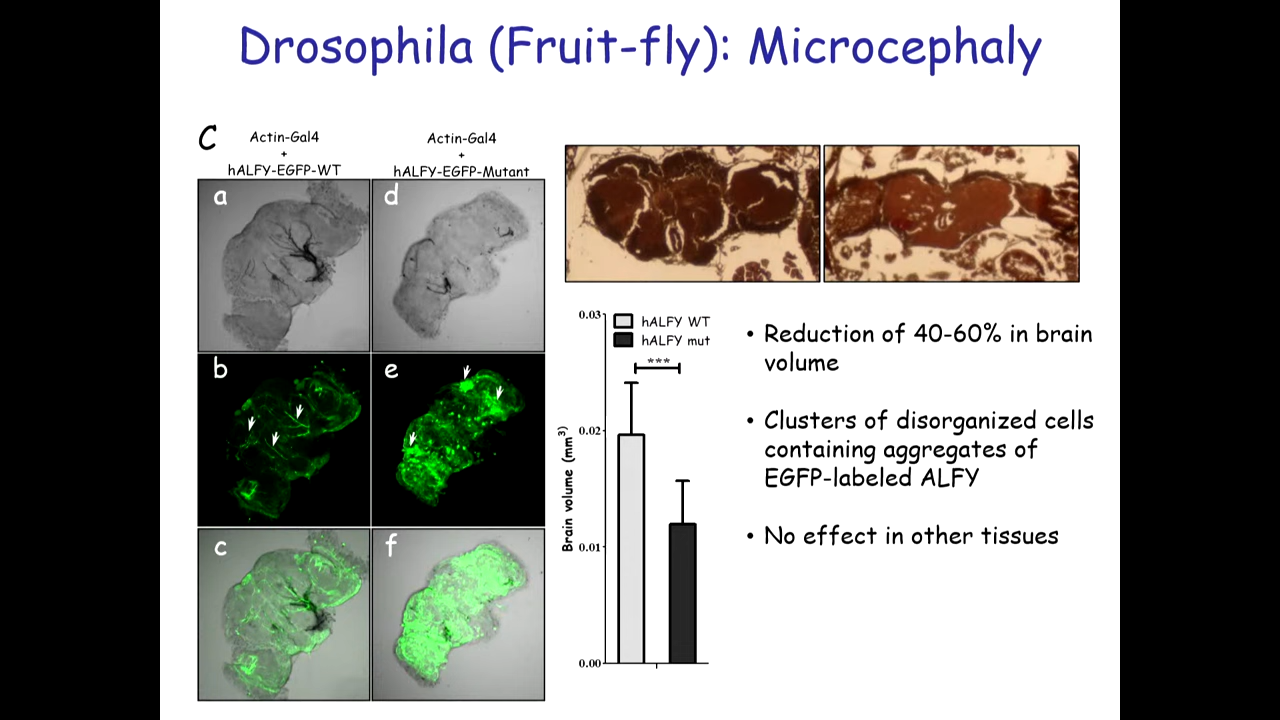 Drosophila (Fruit-fly): Microcephaly
C
Actin-Gal4
+
hALFY-EGFP-WT
Actin-Gal4
+
hALFY-EGFP-Mutant
a
d
b
e
c
f
0.03
0.02
0.01
0.00
Brain volume (mm³)
hALFY WT
hALFY mut
***
• Reduction of 40-60% in brain
volume
• Clusters of disorganized cells
containing aggregates of
EGFP-labeled ALFY
• No effect in other tissues